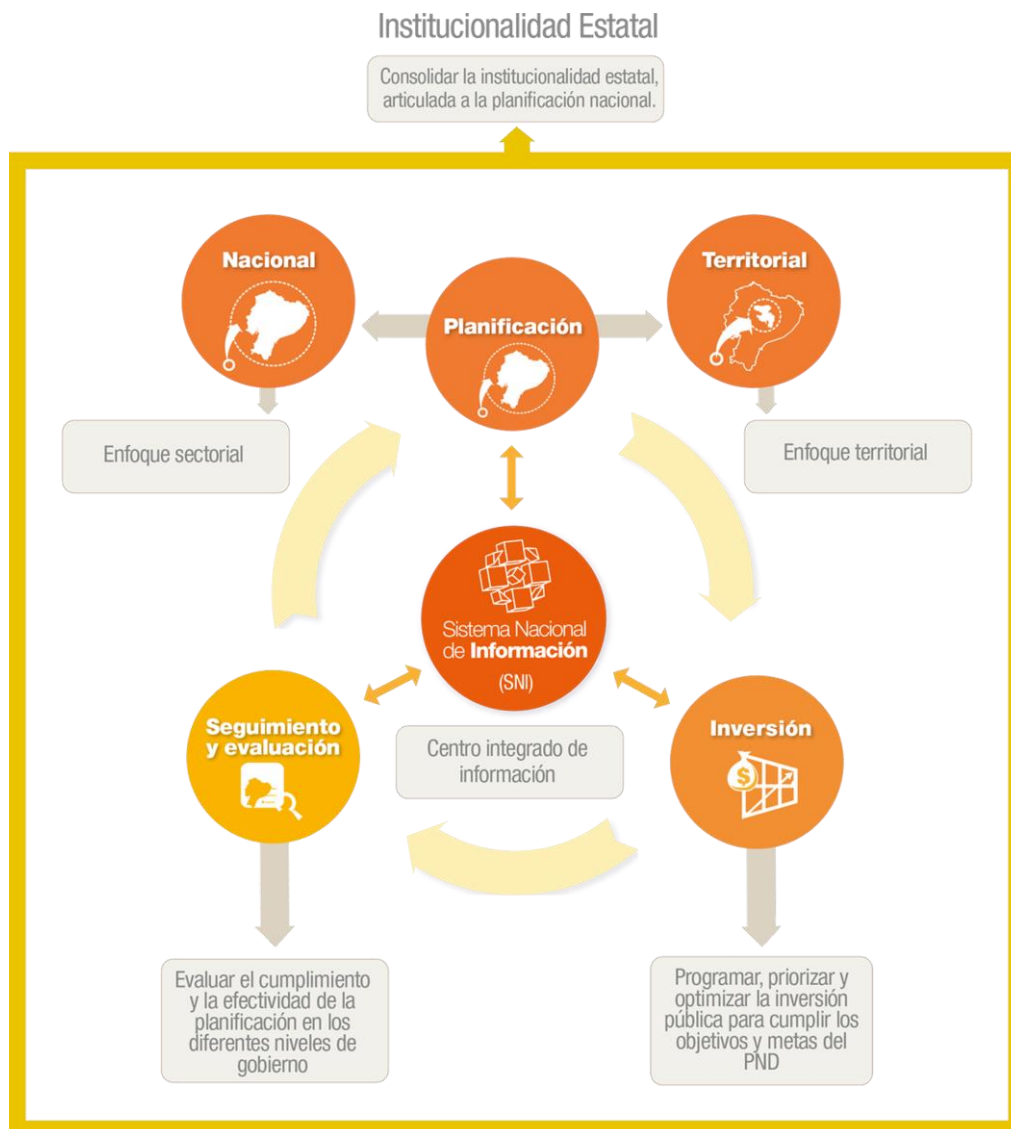 Institucionalidad Estatal
Consolidar la institucionalidad estatal,
articulada a la planificación nacional.
Nacional
Territorial
Planificación
Enfoque sectorial
Enfoque territorial
Sistema Nacional
de Información
(SNI)
Seguimiento
y evaluación
Centro integrado de
información
Inversión
$
Evaluar el cumplimiento
y la efectividad de la
planificación en los
diferentes niveles de
gobierno
Programar, priorizar y
optimizar la inversión
pública para cumplir los
objetivos y metas del
PND